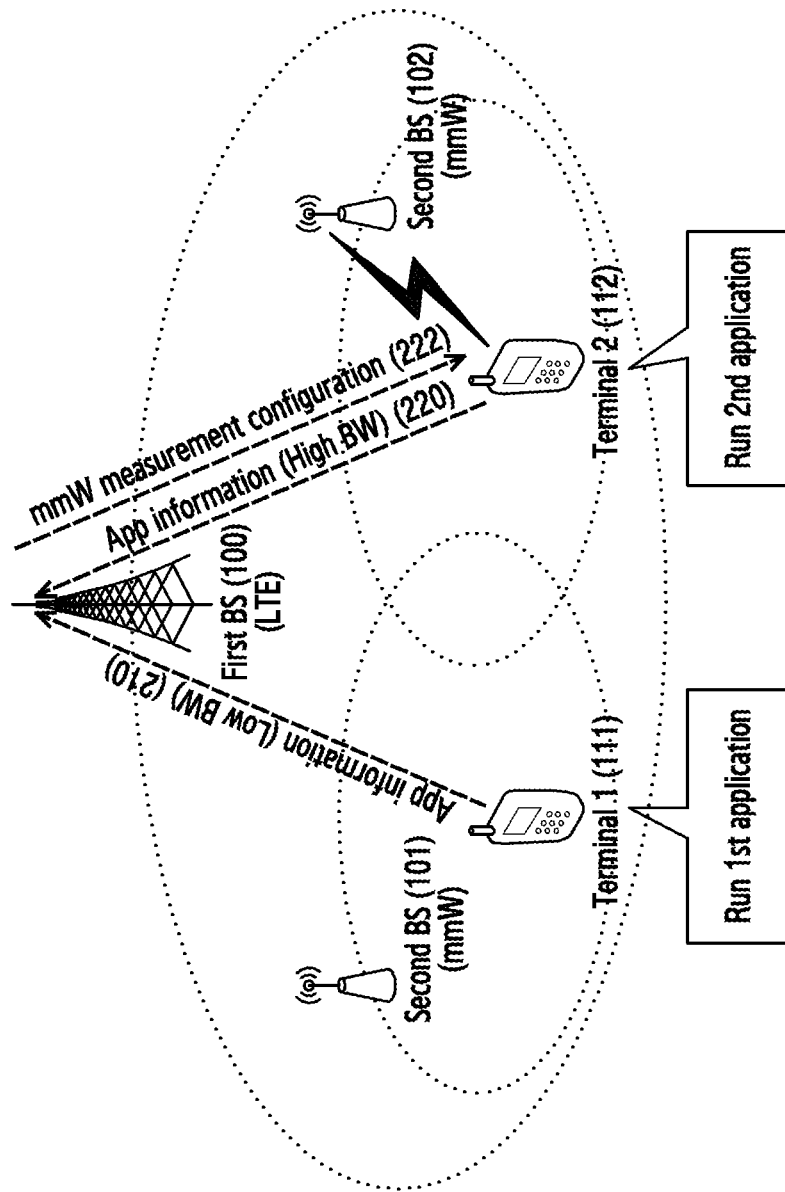 mmW measurement configuration (222)
App information (High BW) (220)
App information (Low BW) (210)
First BS (100)
(LTE)
Second BS (101)
(mmW)
Second BS (102)
(mmW)
Terminal 1 (111)
Terminal 2 (112)
Run 1st application
Run 2nd application